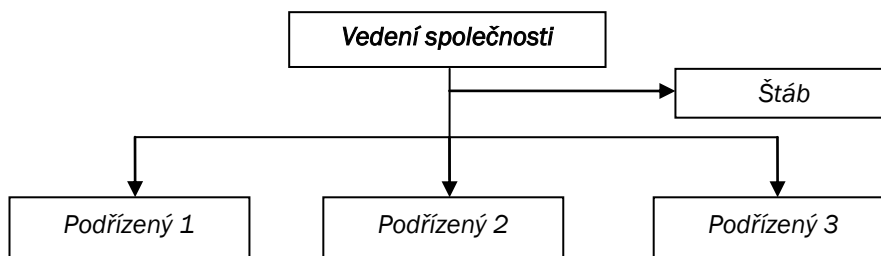 Vedení společnosti
Štáb
Podřízený 1
Podřízený 2
Podřízený 3